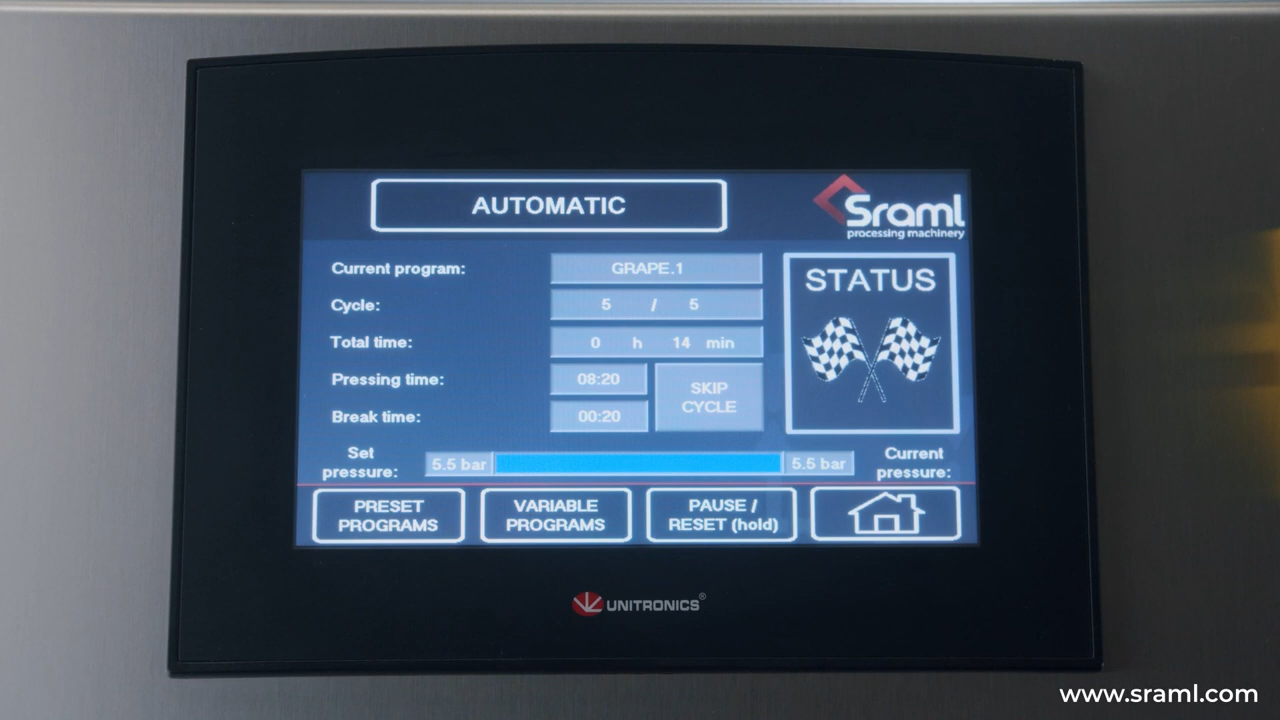 AUTOMATIC
Sraml
processing machinery
Current program: GRAPE.1
Cycle: 5 / 5
Total time: 0 h 14 min
Pressing time: 08:20
Break time: 00:20
SKIP
CYCLE
STATUS
Set
pressure:
5.5 bar
5.5 bar
Current
pressure:
PRESET
PROGRAMS
VARIABLE
PROGRAMS
PAUSE /
RESET (hold)
UNITRONICS®
www.sraml.com